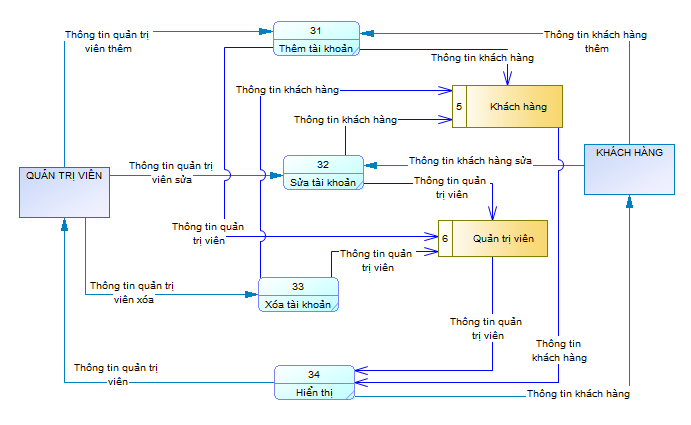 31
Thêm tài khoản
Thông tin quản trị
viên thêm
Thông tin khách hàng
thêm
Thông tin khách hàng
Thông tin khách hàng
5
Khách hàng
Thông tin khách hàng
KHÁCH HÀNG
Thông tin khách hàng sửa
32
Sửa tài khoản
Thông tin quản trị
viên sửa
QUẢN TRỊ VIÊN
Thông tin quản
trị viên
Thông tin quản
trị viên
6
Quản trị viên
Thông tin quản
trị viên
33
Xóa tài khoản
Thông tin quản trị
viên xóa
Thông tin quản
trị viên
Thông tin
khách hàng
34
Hiển thị
Thông tin quản trị
viên
Thông tin khách hàng